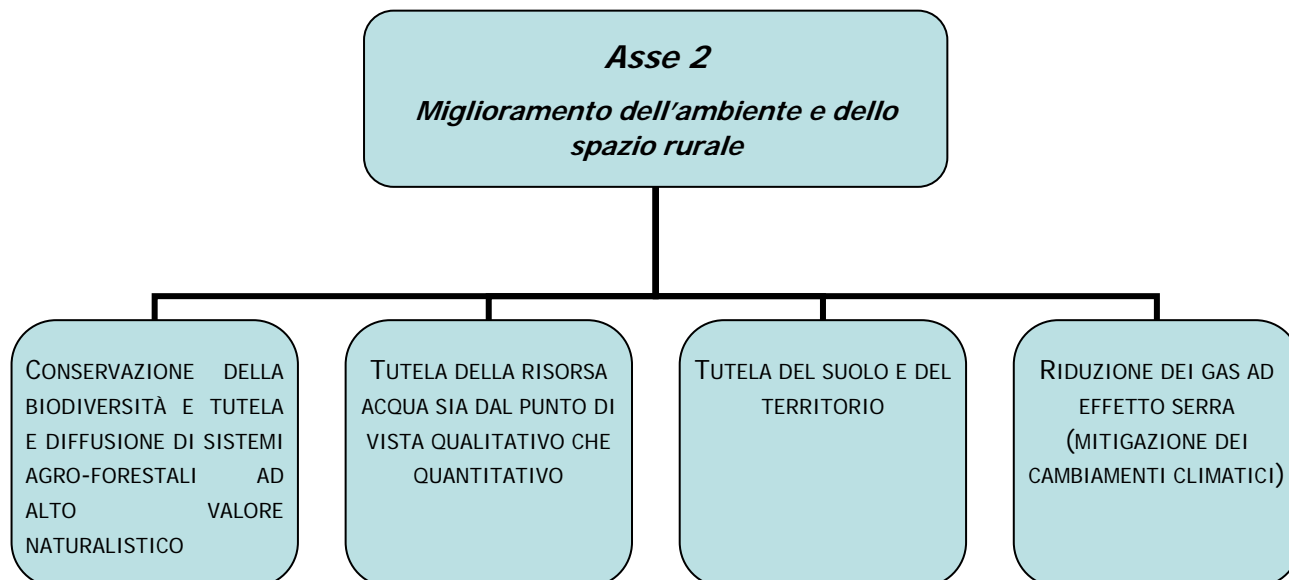 Asse 2
Miglioramento dell'ambiente e dello
spazio rurale
CONSERVAZIONE DELLA
BIODIVERSITÀ E TUTELA
E DIFFUSIONE DI SISTEMI
AGRO-FORESTALI AD
ALTO VALORE
NATURALISTICO
TUTELA DELLA RISORSA
ACQUA SIA DAL PUNTO DI
VISTA QUALITATIVO CHE
QUANTITATIVO
TUTELA DEL SUOLO E DEL
TERRITORIO
RIDUZIONE DEI GAS AD
EFFETTO SERRA
(MITIGAZIONE DEI
CAMBIAMENTI CLIMATICI)